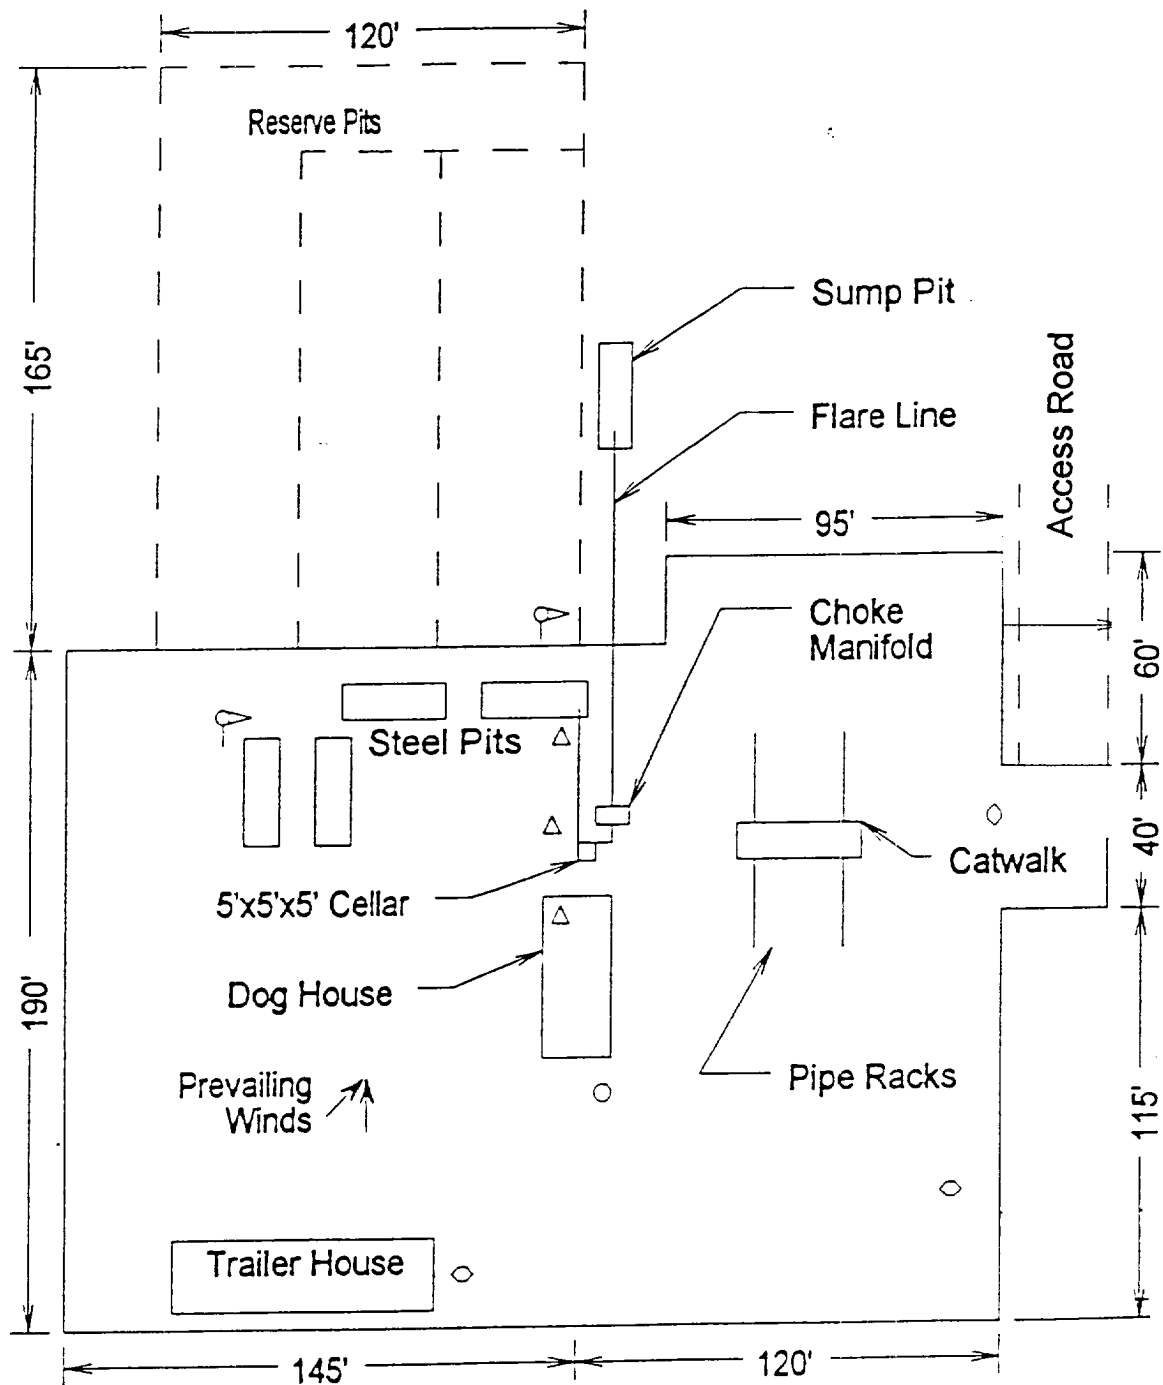 120'
Reserve Pits
Sump Pit
165'
Access Road
Flare Line
95'
Choke
Manifold
60'
Steel Pits
40'
Catwalk
5'x5'x5' Cellar
Dog House
190'
Prevailing
Winds
Pipe Racks
115'
Trailer House
145'
120'